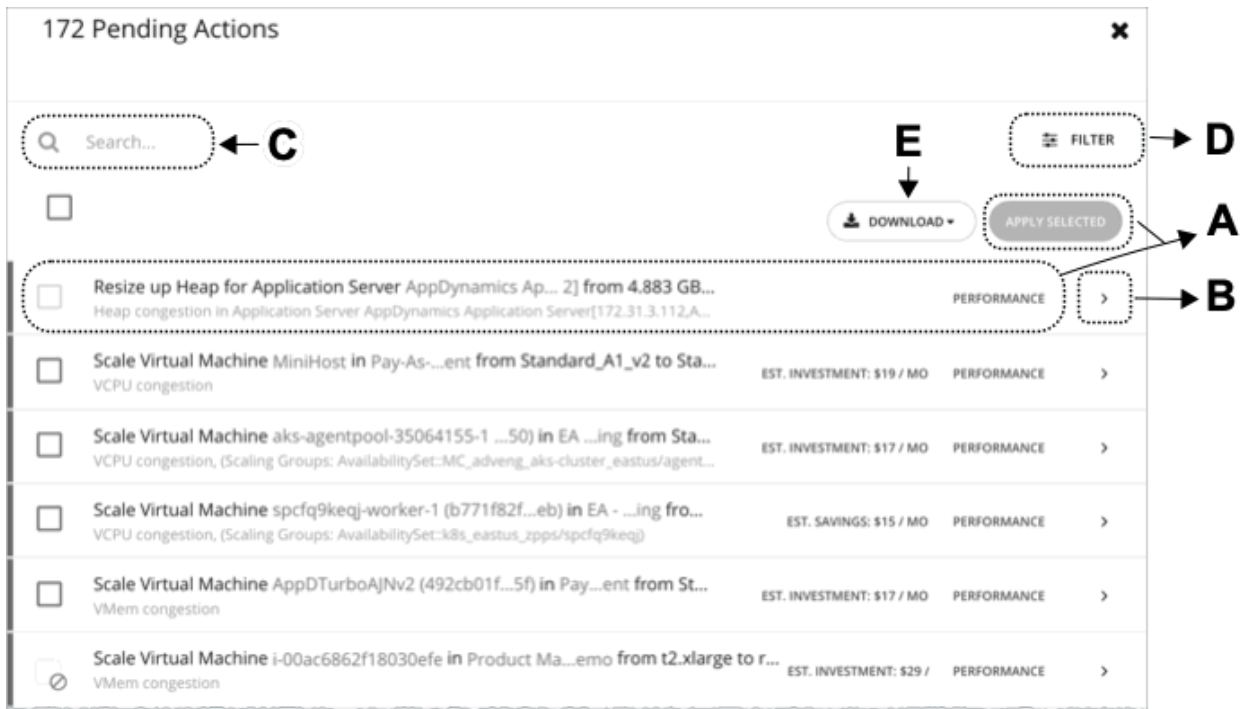 172 Pending Actions
Search...
C
FILTER
D
E
DOWNLOAD
APPLY SELECTED
A
Resize up Heap for Application Server AppDynamics Ap... 2] from 4.883 GB...
Heap congestion in Application Server AppDynamics Application Server[172.31.3.112,A...
PERFORMANCE
B
Scale Virtual Machine MiniHost in Pay-As-...ent from Standard_A1_v2 to Sta...
VCPU congestion
EST. INVESTMENT: $19 / MO PERFORMANCE
Scale Virtual Machine aks-agentpool-35064155-1 ...50) in EA ...ing from Sta...
VCPU congestion, (Scaling Groups: AvailabilitySet::MC_adveng_aks-cluster_eastus/agent...
EST. INVESTMENT: $17 / MO PERFORMANCE
Scale Virtual Machine spcfq9keqj-worker-1 (b771f82f...eb) in EA - ...ing fro...
VCPU congestion, (Scaling Groups: AvailabilitySet::k8s_eastus_zpps/spcfq9keqj)
EST. SAVINGS: $15 / MO PERFORMANCE
Scale Virtual Machine AppDTurboAJNv2 (492cb01f...5f) in Pay...ent from St...
VMem congestion
EST. INVESTMENT: $17 / MO PERFORMANCE
Scale Virtual Machine i-00ac6862f18030efe in Product Ma...emo from t2.xlarge to r...
VMem congestion
EST. INVESTMENT: $29 / PERFORMANCE